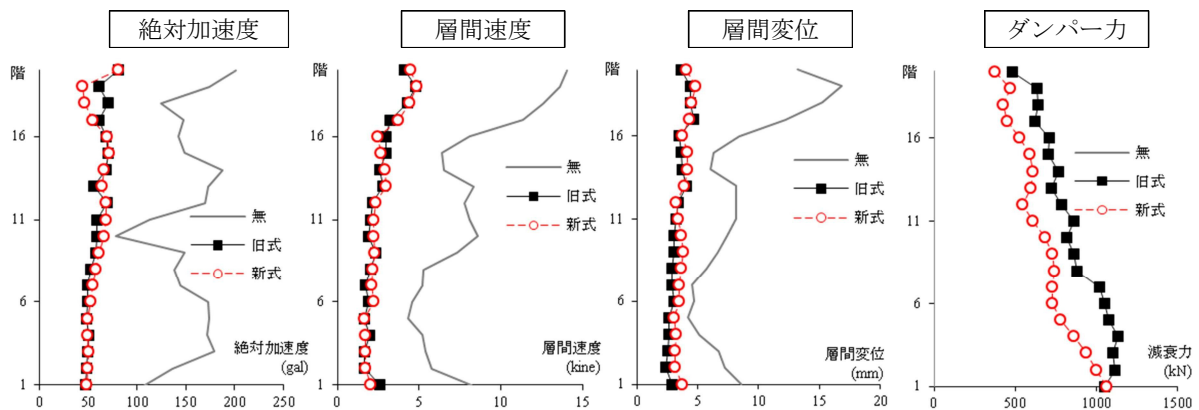 絶対加速度
層間速度
層間変位
ダンパー力
階
16
11
6
1
無
旧式
新式
絶対加速度
(gal)
0 50 100 150 200 250
階
16
11
6
1
無
旧式
新式
層間速度
(kine)
0 5 10 15
階
16
11
6
1
無
旧式
新式
層間変位
(mm)
0 5 10 15 20
階
16
11
6
1
無
旧式
新式
減衰力
(kN)
0 500 1000 1500